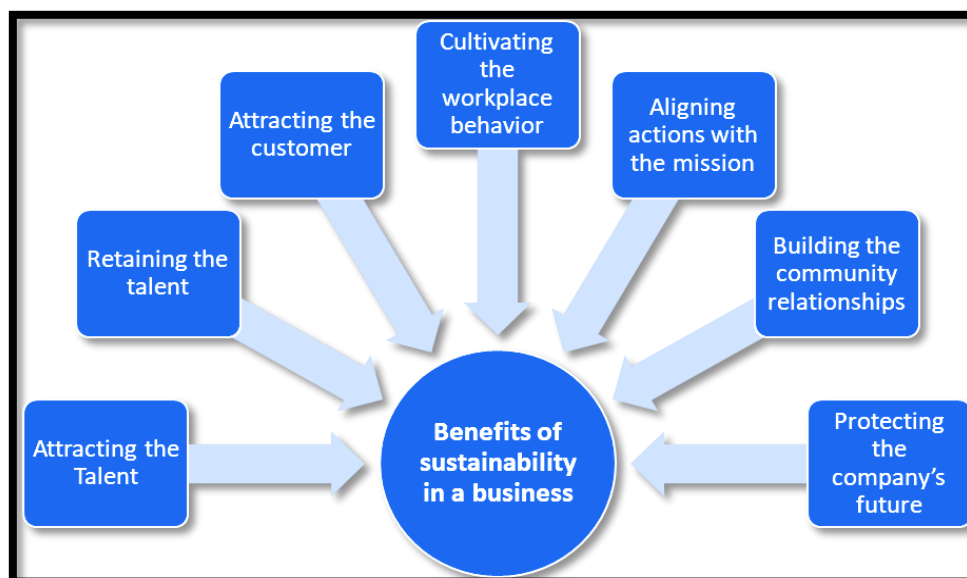 Cultivating
the
workplace
behavior
Attracting the
customer
Aligning
actions with
the mission
Retaining the
talent
Building the
community
relationships
Attracting the
Talent
Benefits of
sustainability
in a business
Protecting
the
company’s
future